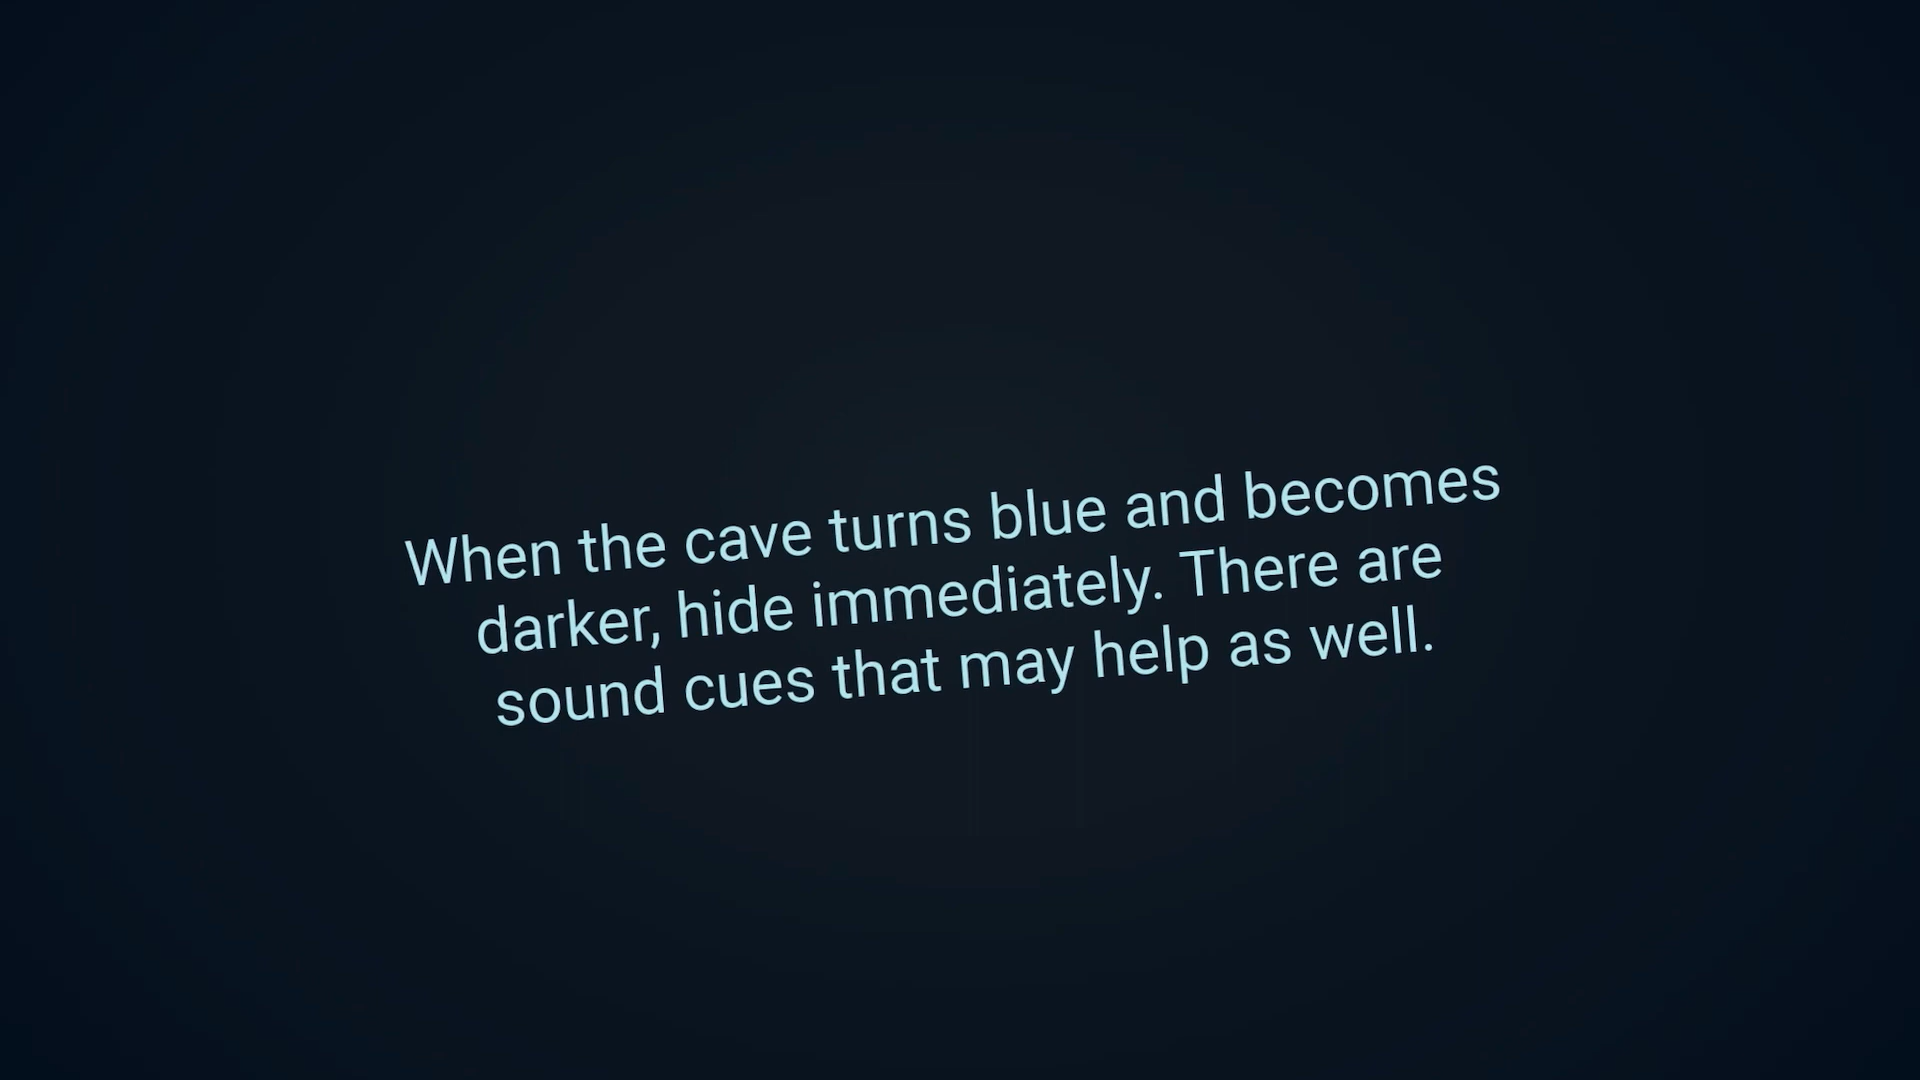 When the cave turns blue and becomes
darker, hide immediately. There are
sound cues that may help as well.